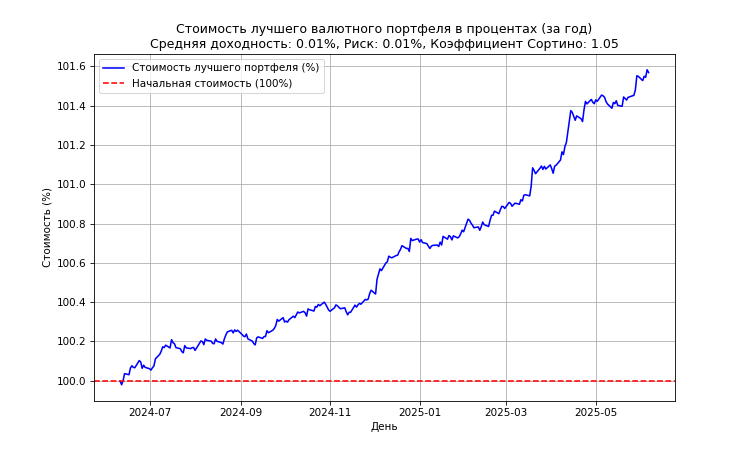 Стоимость лучшего валютного портфеля в процентах (за год)
Средняя доходность: 0.01%, Риск: 0.01%, Коэффициент Сортино: 1.05
Стоимость лучшего портфеля (%)
Начальная стоимость (100%)
Стоимость (%)
101.6
101.4
101.2
101.0
100.8
100.6
100.4
100.2
100.0
2024-07
2024-09
2024-11
2025-01
2025-03
2025-05
День